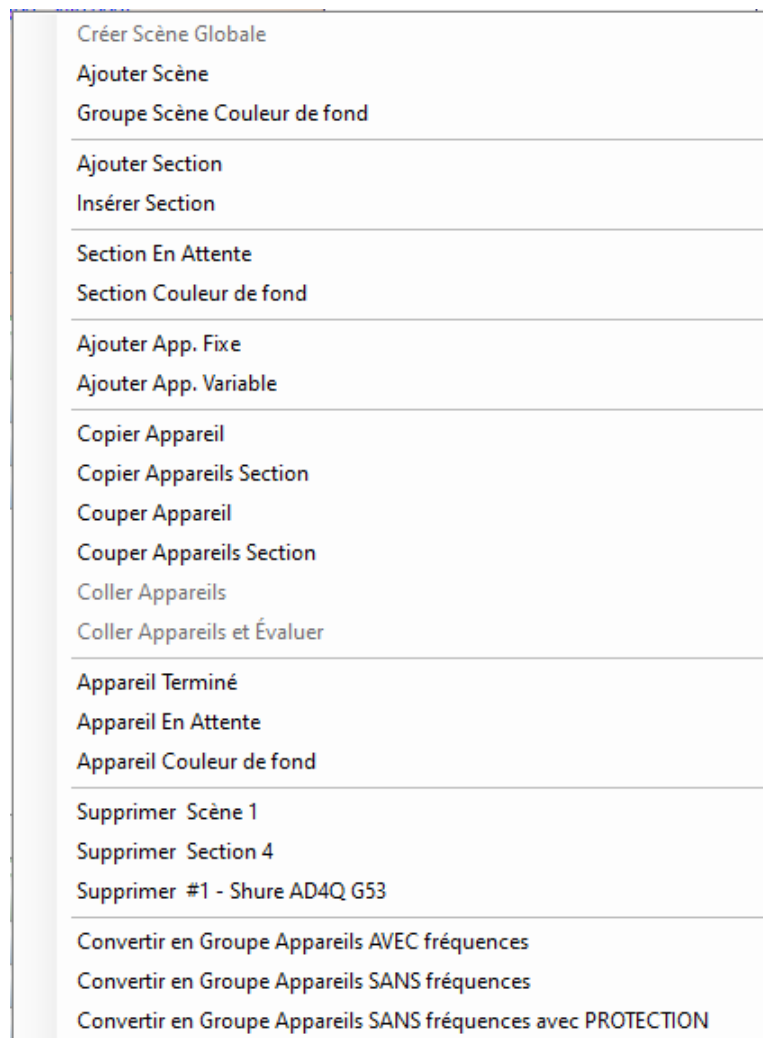 Créer Scène Globale
Ajouter Scène
Groupe Scène Couleur de fond
Ajouter Section
Insérer Section
Section En Attente
Section Couleur de fond
Ajouter App. Fixe
Ajouter App. Variable
Copier Appareil
Copier Appareils Section
Couper Appareil
Couper Appareils Section
Coller Appareils
Coller Appareils et Évaluer
Appareil Terminé
Appareil En Attente
Appareil Couleur de fond
Supprimer  Scène 1
Supprimer  Section 4
Supprimer  #1 - Shure AD4Q G53
Convertir en Groupe Appareils AVEC fréquences
Convertir en Groupe Appareils SANS fréquences
Convertir en Groupe Appareils SANS fréquences avec PROTECTION